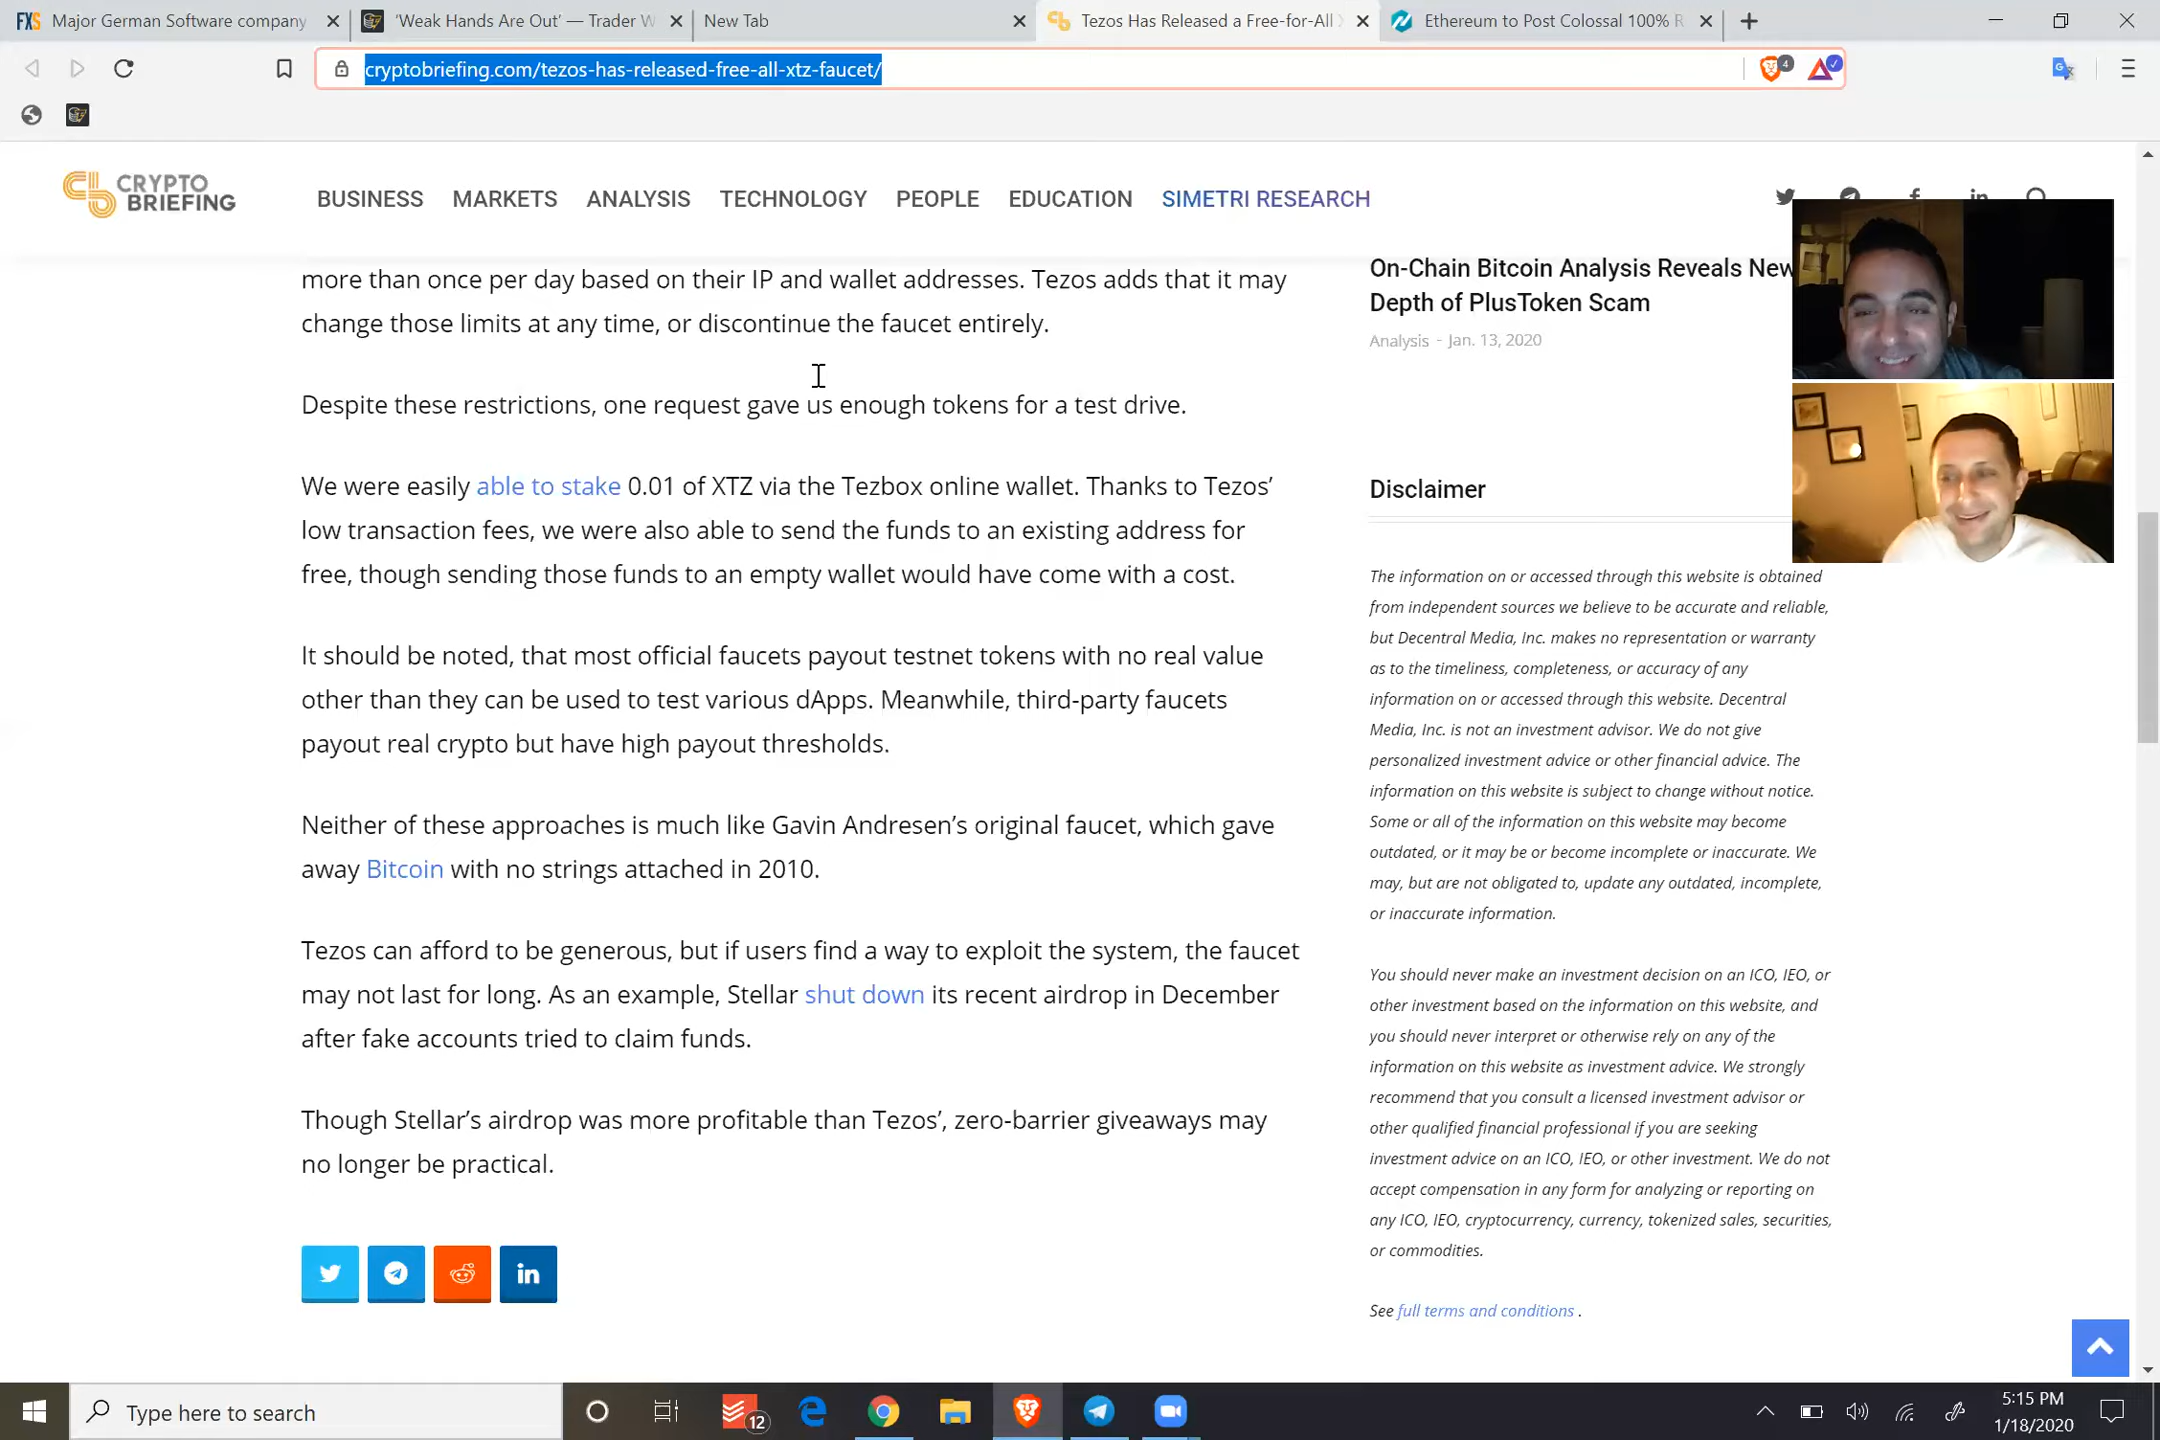 Major German Software company
'Weak Hands Are Out' — Trader W
New Tab
Tezos Has Released a Free-for-All X
Ethereum to Post Colossal 100% R
cryptobriefing.com/tezos-has-released-free-all-xtz-faucet/
4
CRYPTO
BRIEFING
BUSINESS MARKETS ANALYSIS TECHNOLOGY PEOPLE EDUCATION SIMETRI RESEARCH
more than once per day based on their IP and wallet addresses. Tezos adds that it may
change those limits at any time, or discontinue the faucet entirely.
Despite these restrictions, one request gave us enough tokens for a test drive.
We were easily able to stake 0.01 of XTZ via the Tezbox online wallet. Thanks to Tezos’
low transaction fees, we were also able to send the funds to an existing address for
free, though sending those funds to an empty wallet would have come with a cost.
It should be noted, that most official faucets payout testnet tokens with no real value
other than they can be used to test various dApps. Meanwhile, third-party faucets
payout real crypto but have high payout thresholds.
Neither of these approaches is much like Gavin Andresen’s original faucet, which gave
away Bitcoin with no strings attached in 2010.
Tezos can afford to be generous, but if users find a way to exploit the system, the faucet
may not last for long. As an example, Stellar shut down its recent airdrop in December
after fake accounts tried to claim funds.
Though Stellar’s airdrop was more profitable than Tezos’, zero-barrier giveaways may
no longer be practical.
On-Chain Bitcoin Analysis Reveals New
Depth of PlusToken Scam
Analysis - Jan. 13, 2020
Disclaimer
The information on or accessed through this website is obtained
from independent sources we believe to be accurate and reliable,
but Decentral Media, Inc. makes no representation or warranty
as to the timeliness, completeness, or accuracy of any
information on or accessed through this website. Decentral
Media, Inc. is not an investment advisor. We do not give
personalized investment advice or other financial advice. The
information on this website is subject to change without notice.
Some or all of the information on this website may become
outdated, or it may be or become incomplete or inaccurate. We
may, but are not obligated to, update any outdated, incomplete,
or inaccurate information.
You should never make an investment decision on an ICO, IEO, or
other investment based on the information on this website, and
you should never interpret or otherwise rely on any of the
information on this website as investment advice. We strongly
recommend that you consult a licensed investment advisor or
other qualified financial professional if you are seeking
investment advice on an ICO, IEO, or other investment. We do not
accept compensation in any form for analyzing or reporting on
any ICO, IEO, cryptocurrency, currency, tokenized sales, securities,
or commodities.
See full terms and conditions .
Type here to search
12
5:15 PM
1/18/2020